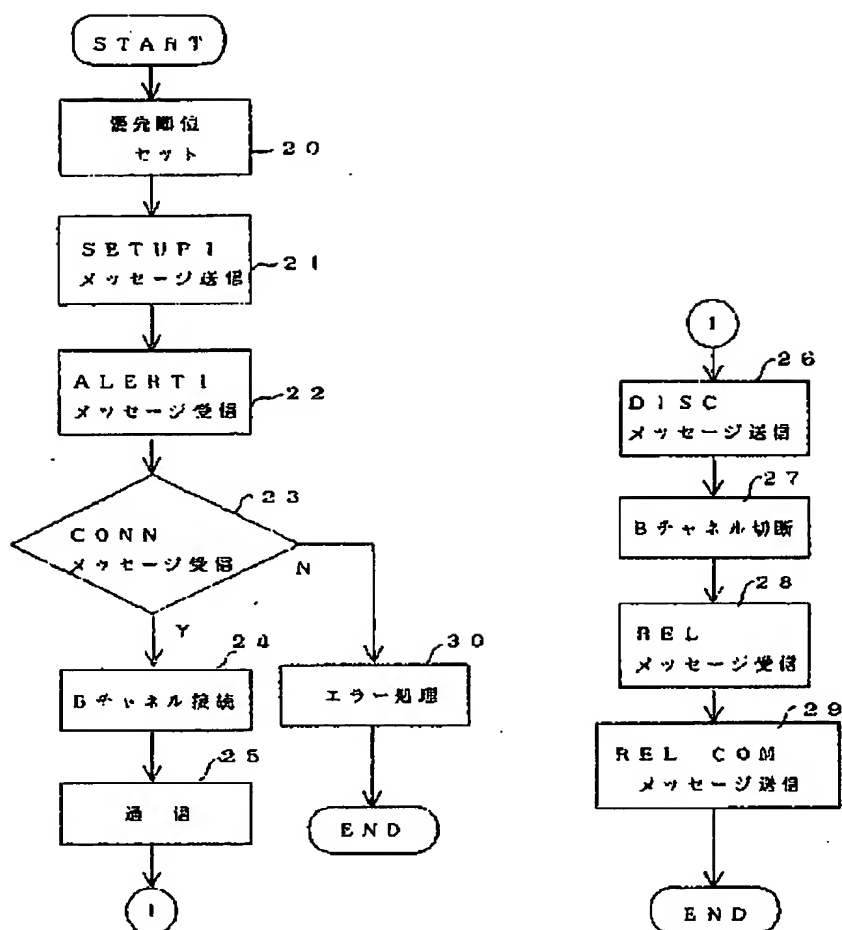 START
優先順位
セット
20
SETUP1
メッセージ送信
21
ALERT1
メッセージ受信
22
CONN
メッセージ受信
23
N
Y
Bチャネル接続
24
エラー処理
30
通 信
25
END
1
1
DISC
メッセージ送信
26
Bチャネル切断
27
REL
メッセージ受信
28
REL COM
メッセージ送信
29
END